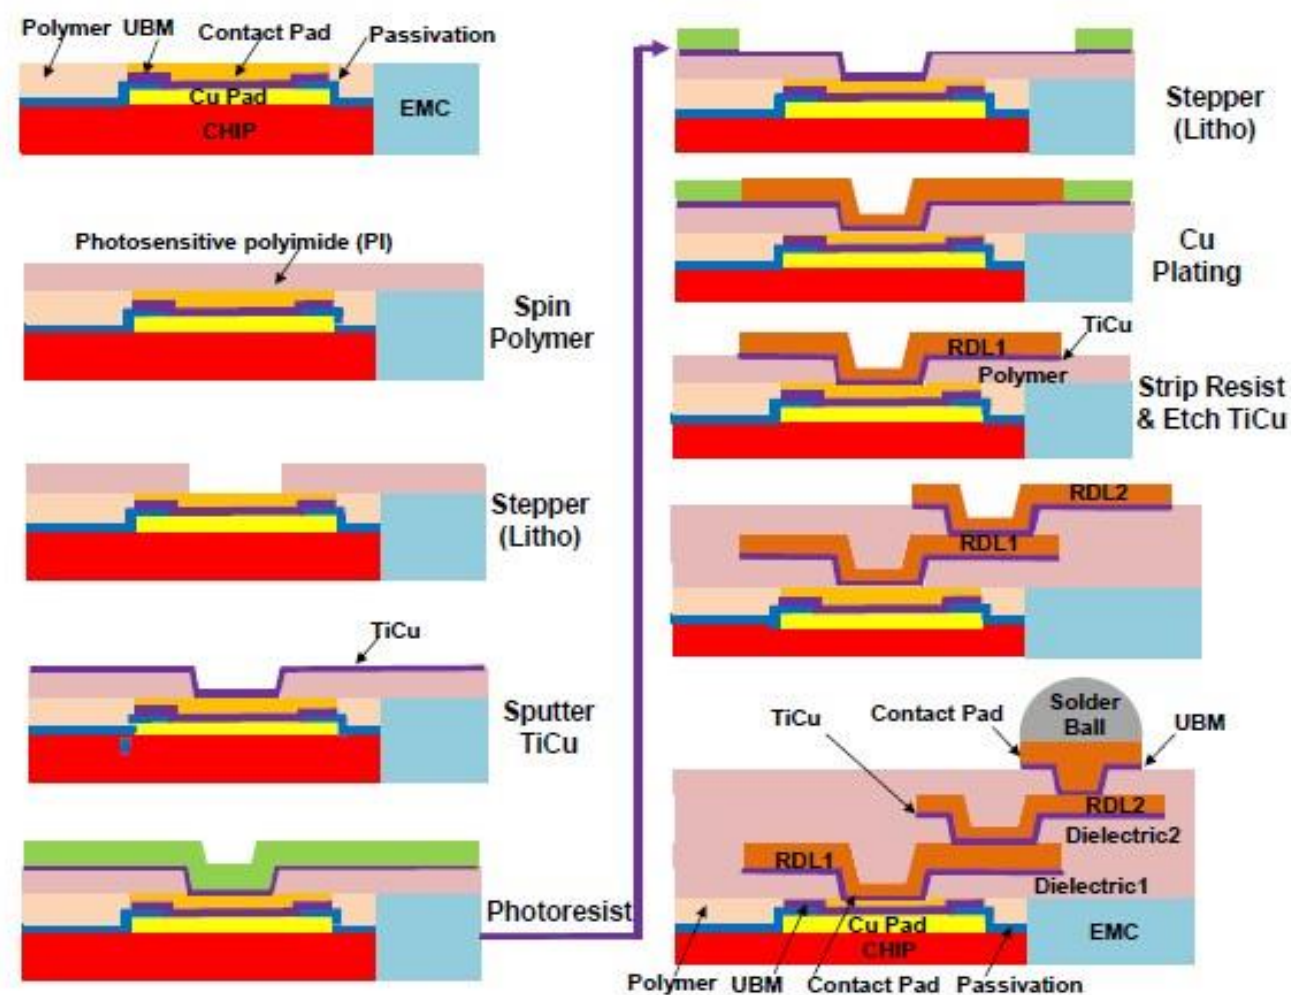 Polymer UBM Contact Pad Passivation
Cu Pad
CHIP
EMC
Photosensitive polyimide (PI)
Spin
Polymer
Stepper
(Litho)
TiCu
Sputter
TiCu
Photoresist
Stepper
(Litho)
Cu
Plating
TiCu
RDL1
Polymer
Strip Resist
& Etch TiCu
RDL2
RDL1
Solder
Ball
Contact Pad
TiCu
UBM
RDL2
Dielectric2
RDL1
Dielectric1
Cu Pad
CHIP
EMC
Polymer UBM Contact Pad Passivation